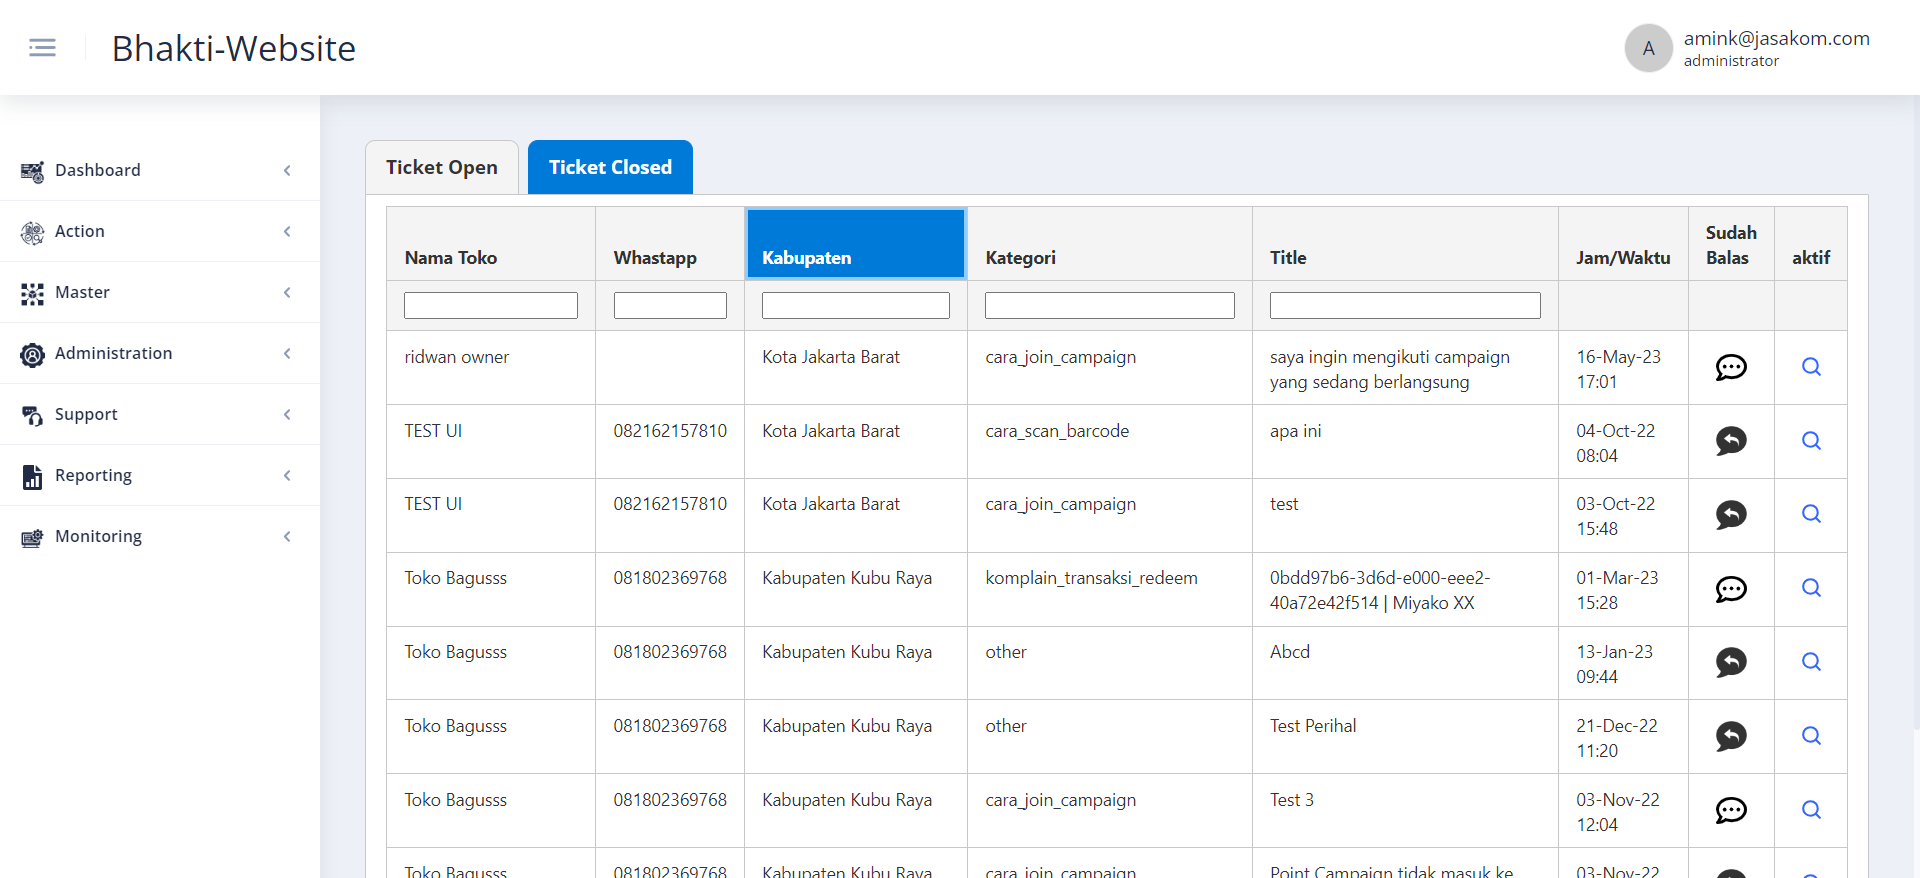 Bhakti-Website
A
amink@jasakom.com
administrator
Dashboard
Action
Master
Administration
Support
Reporting
Monitoring
Ticket Open
Ticket Closed
Nama Toko
Whastapp
Kabupaten
Kategori
Title
Jam/Waktu
Sudah
Balas
aktif
ridwan owner
Kota Jakarta Barat
cara_join_campaign
saya ingin mengikuti campaign
yang sedang berlangsung
16-May-23
17:01
TEST UI
082162157810
Kota Jakarta Barat
cara_scan_barcode
apa ini
04-Oct-22
08:04
TEST UI
082162157810
Kota Jakarta Barat
cara_join_campaign
test
03-Oct-22
15:48
Toko Bagusss
081802369768
Kabupaten Kubu Raya
komplain_transaksi_redeem
0bdd97b6-3d6d-e000-eee2-
40a72e42f514 | Miyako XX
01-Mar-23
15:28
Toko Bagusss
081802369768
Kabupaten Kubu Raya
other
Abcd
13-Jan-23
09:44
Toko Bagusss
081802369768
Kabupaten Kubu Raya
other
Test Perihal
21-Dec-22
11:20
Toko Bagusss
081802369768
Kabupaten Kubu Raya
cara_join_campaign
Test 3
03-Nov-22
12:04
Toko Bagusss
081802369768
Kabupaten Kubu Raya
cara_join_campaign
Point Campaign tidak masuk ke
03-Nov-22